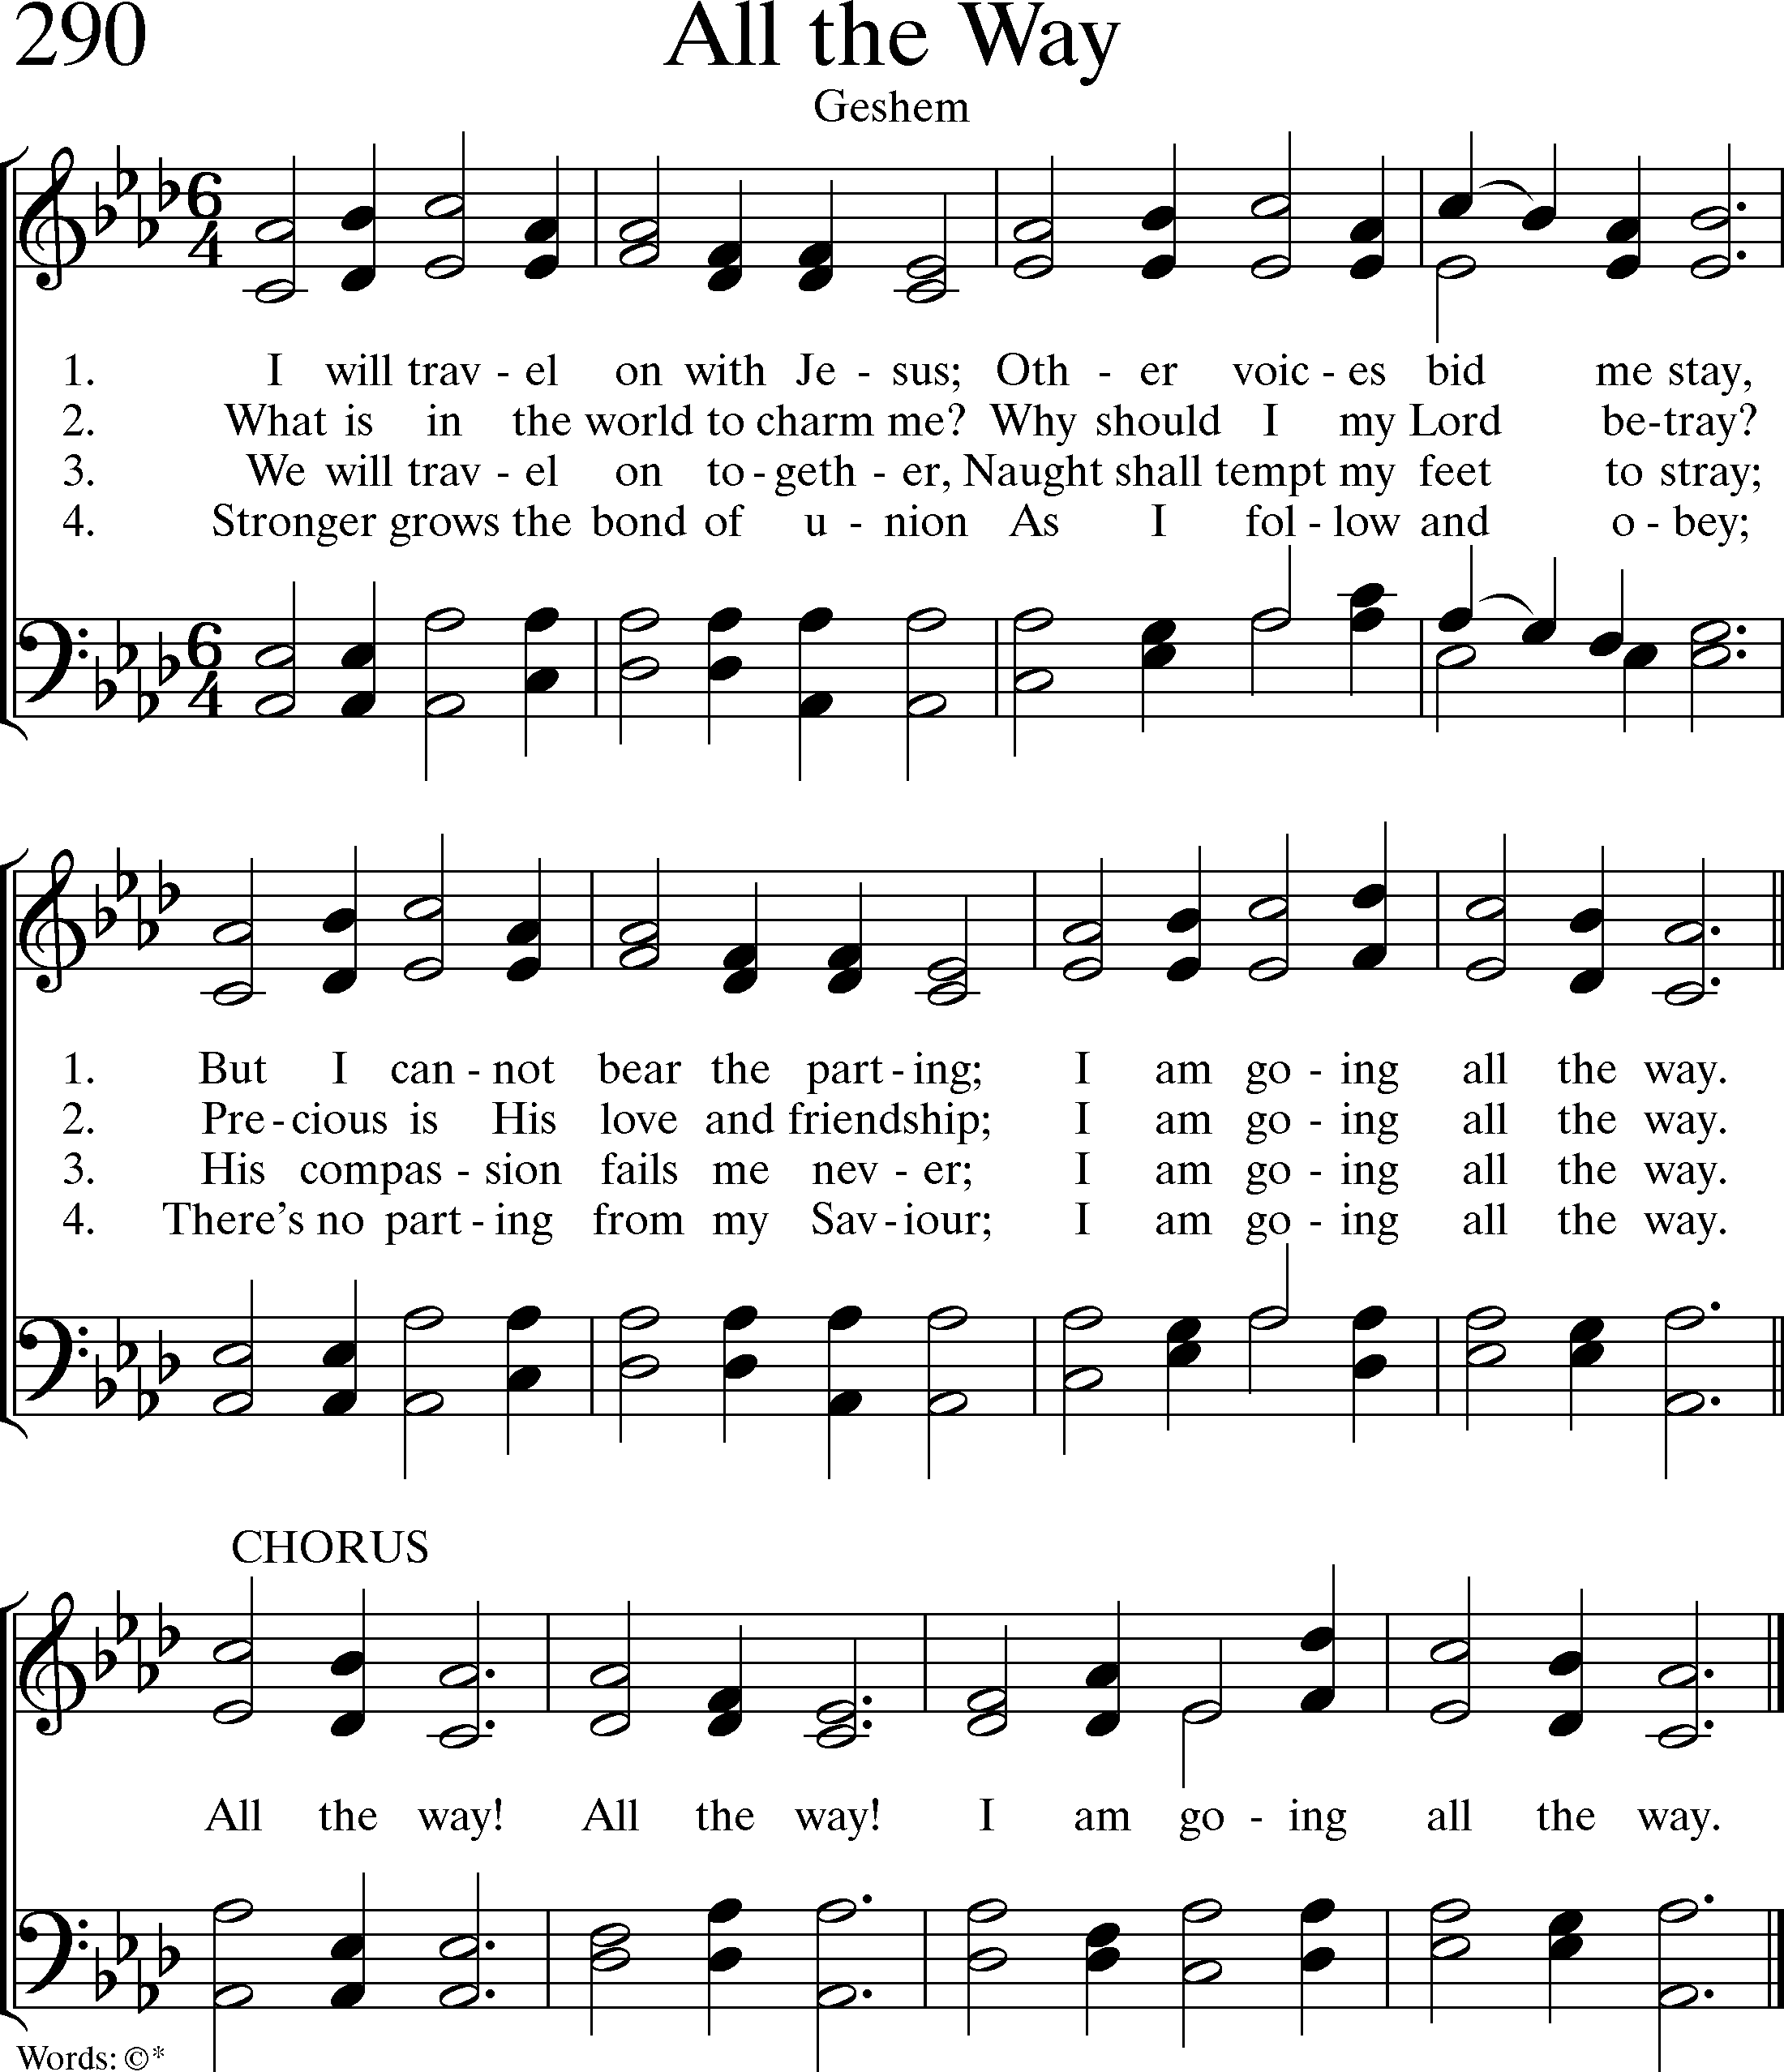 290 All the Way
Geshem
6 4
1. I will trav - el on with Je - sus; Oth - er voic - es bid me stay,
2. What is in the world to charm me? Why should I my Lord be-tray?
3. We will trav - el on to-geth - er, Naught shall tempt my feet to stray;
4. Stronger grows the bond of u - nion As I fol - low and o - bey;
6 4
1. But I can - not bear the part-ing; I am go - ing all the way.
2. Pre-cious is His love and friendship; I am go - ing all the way.
3. His compas - sion fails me nev - er; I am go - ing all the way.
4. There’s no part - ing from my Sav-iour; I am go - ing all the way.
CHORUS
All the way! All the way! I am go - ing all the way.
Words: ©*